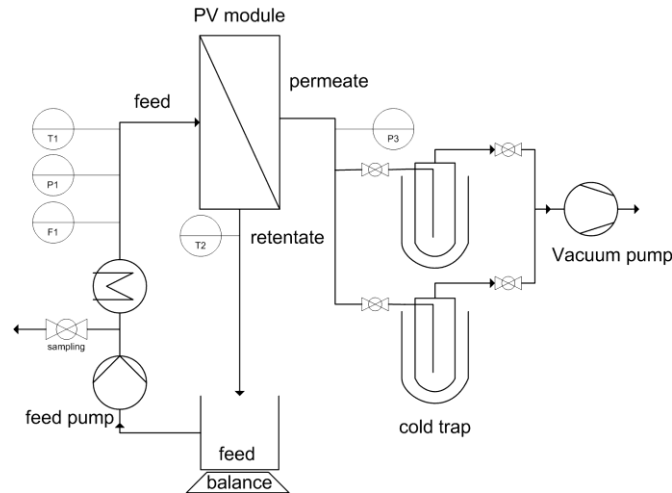 PV module
permeate
feed
T1
P3
P1
F1
T2
retentate
Vacuum pump
sampling
feed pump
cold trap
feed
balance